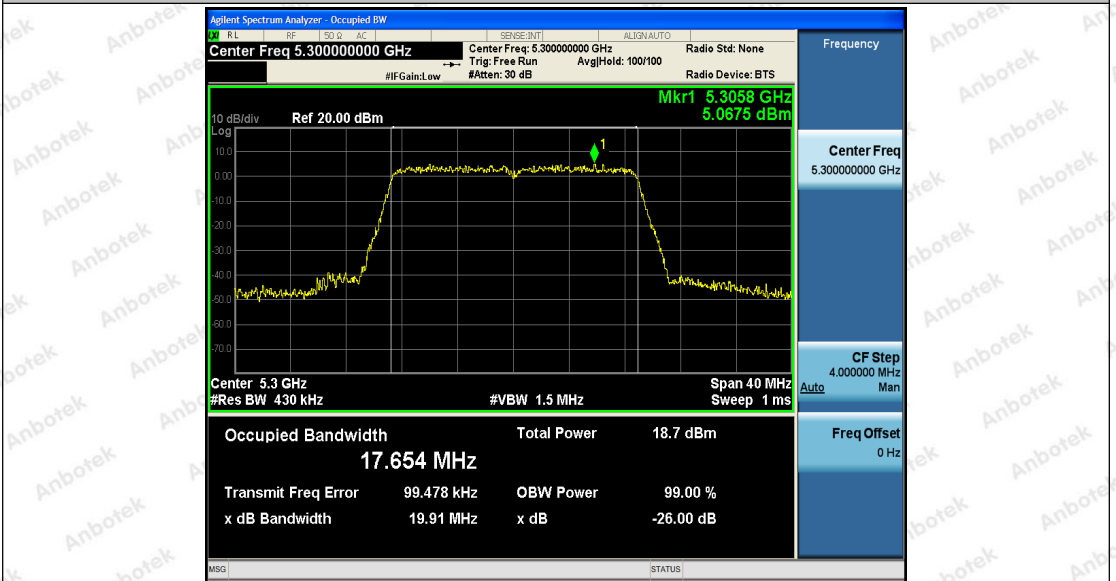 Agilent Spectrum Analyzer - Occupied BW
RL RF 50 Ω AC SENSE:INT ALIGN AUTO
Center Freq 5.300000000 GHz
Center Freq: 5.300000000 GHz
Radio Std: None
Trig: Free Run
Avg|Hold: 100/100
#IFGain:Low
#Atten: 30 dB
Radio Device: BTS
Mkr1 5.3058 GHz
5.0675 dBm
10 dB/div
Ref 20.00 dBm
Log
10.0
0.00
-10.0
-20.0
-30.0
-40.0
-50.0
-60.0
-70.0
1
Center 5.3 GHz
Span 40 MHz
#Res BW 430 kHz
#VBW 1.5 MHz
Sweep 1 ms
Occupied Bandwidth
17.654 MHz
Total Power 18.7 dBm
Transmit Freq Error 99.478 kHz
OBW Power 99.00 %
x dB Bandwidth 19.91 MHz
x dB -26.00 dB
MSG
STATUS
Frequency
Center Freq
5.300000000 GHz
CF Step
4.000000 MHz
Auto Man
Freq Offset
0 Hz
Anbotek